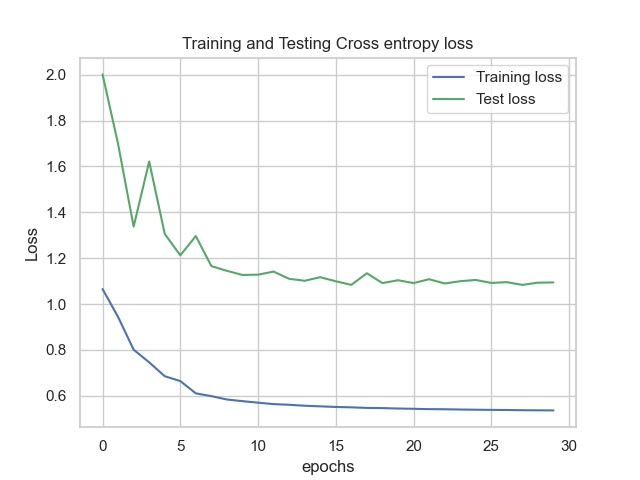 Training and Testing Cross entropy loss
Training loss
Test loss
2.0
1.8
1.6
1.4
1.2
1.0
0.8
0.6
Loss
0 5 10 15 20 25 30
epochs